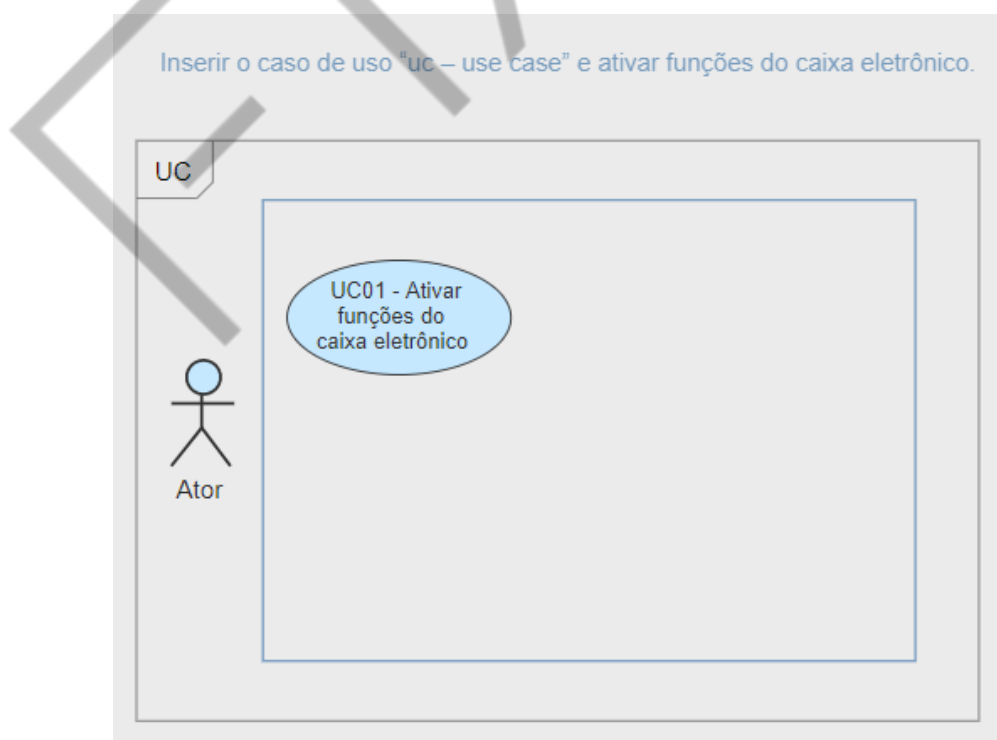 Inserir o caso de uso “uc – use case” e ativar funções do caixa eletrônico.
UC
UC01 - Ativar
funções do
caixa eletrônico
Ator